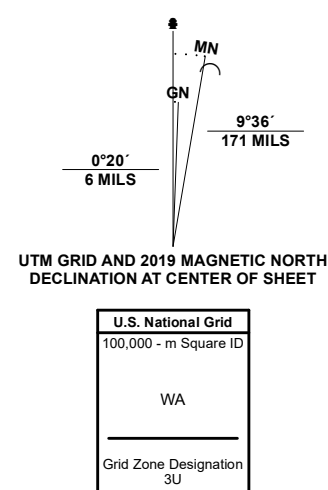 MN
GN
9°36´
171 MILS
0°20´
6 MILS
UTM GRID AND 2019 MAGNETIC NORTH
DECLINATION AT CENTER OF SHEET
U.S. National Grid
100,000 - m Square ID
WA
Grid Zone Designation
3U